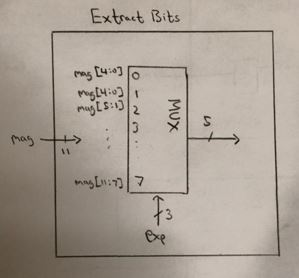 Extract Bits
mag[4:0] 0
mag[4:0] 1
mag[5:1] 2
3
mag 11
MUX
5
mag[11:7] 7
3
exp